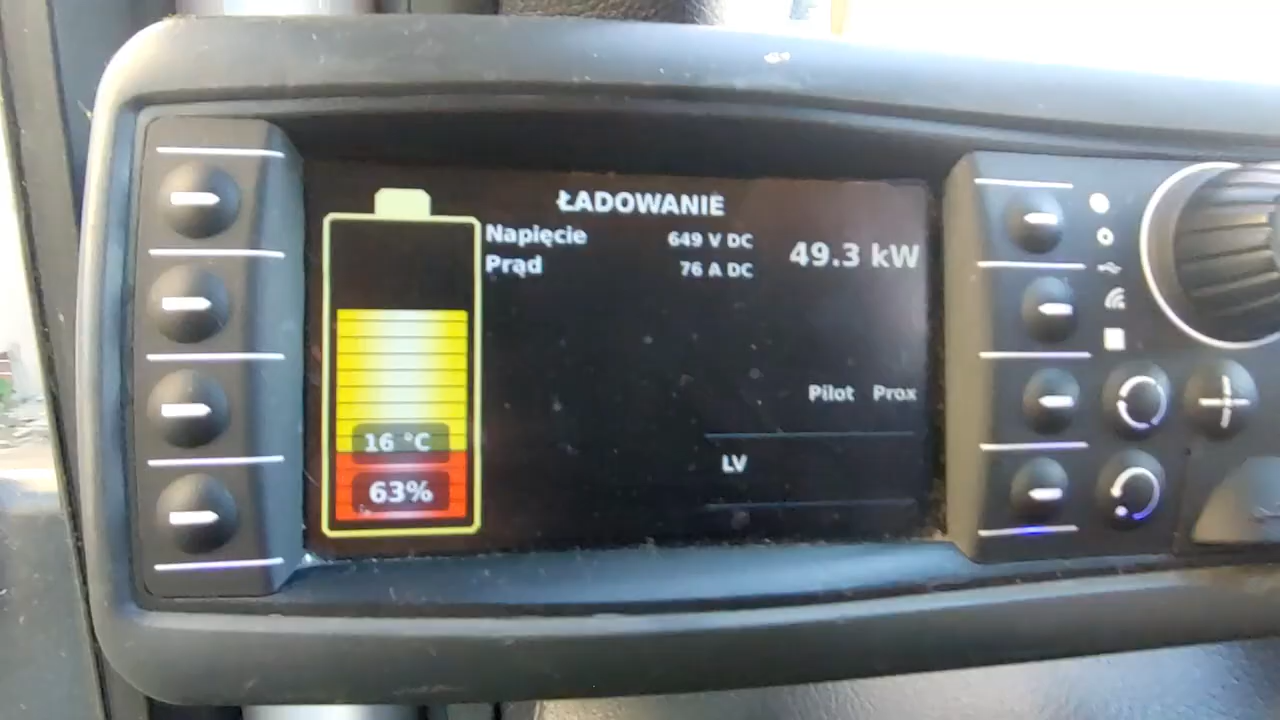 ŁADOWANIE
Napięcie 649 V DC
Prąd 76 A DC
49.3 kW
Pilot Prox
16 °C
LV
63%